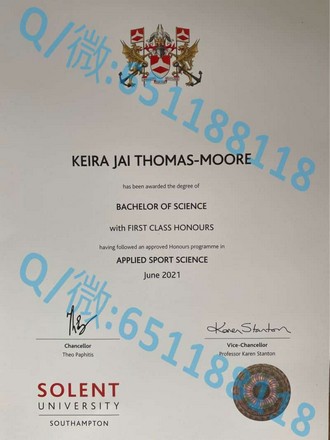 Q/微:651188118
KEIRA JAI THOMAS-MOORE
has been awarded the degree of
BACHELOR OF SCIENCE
with FIRST CLASS HONOURS
having followed an approved Honours programme in
APPLIED SPORT SCIENCE
June 2021
Q/微:651188118
Karen Stanton
Chancellor
Theo Paphitis
Vice-Chancellor
Professor Karen Stanton
SOLENT
UNIVERSITY
SOUTHAMPTON